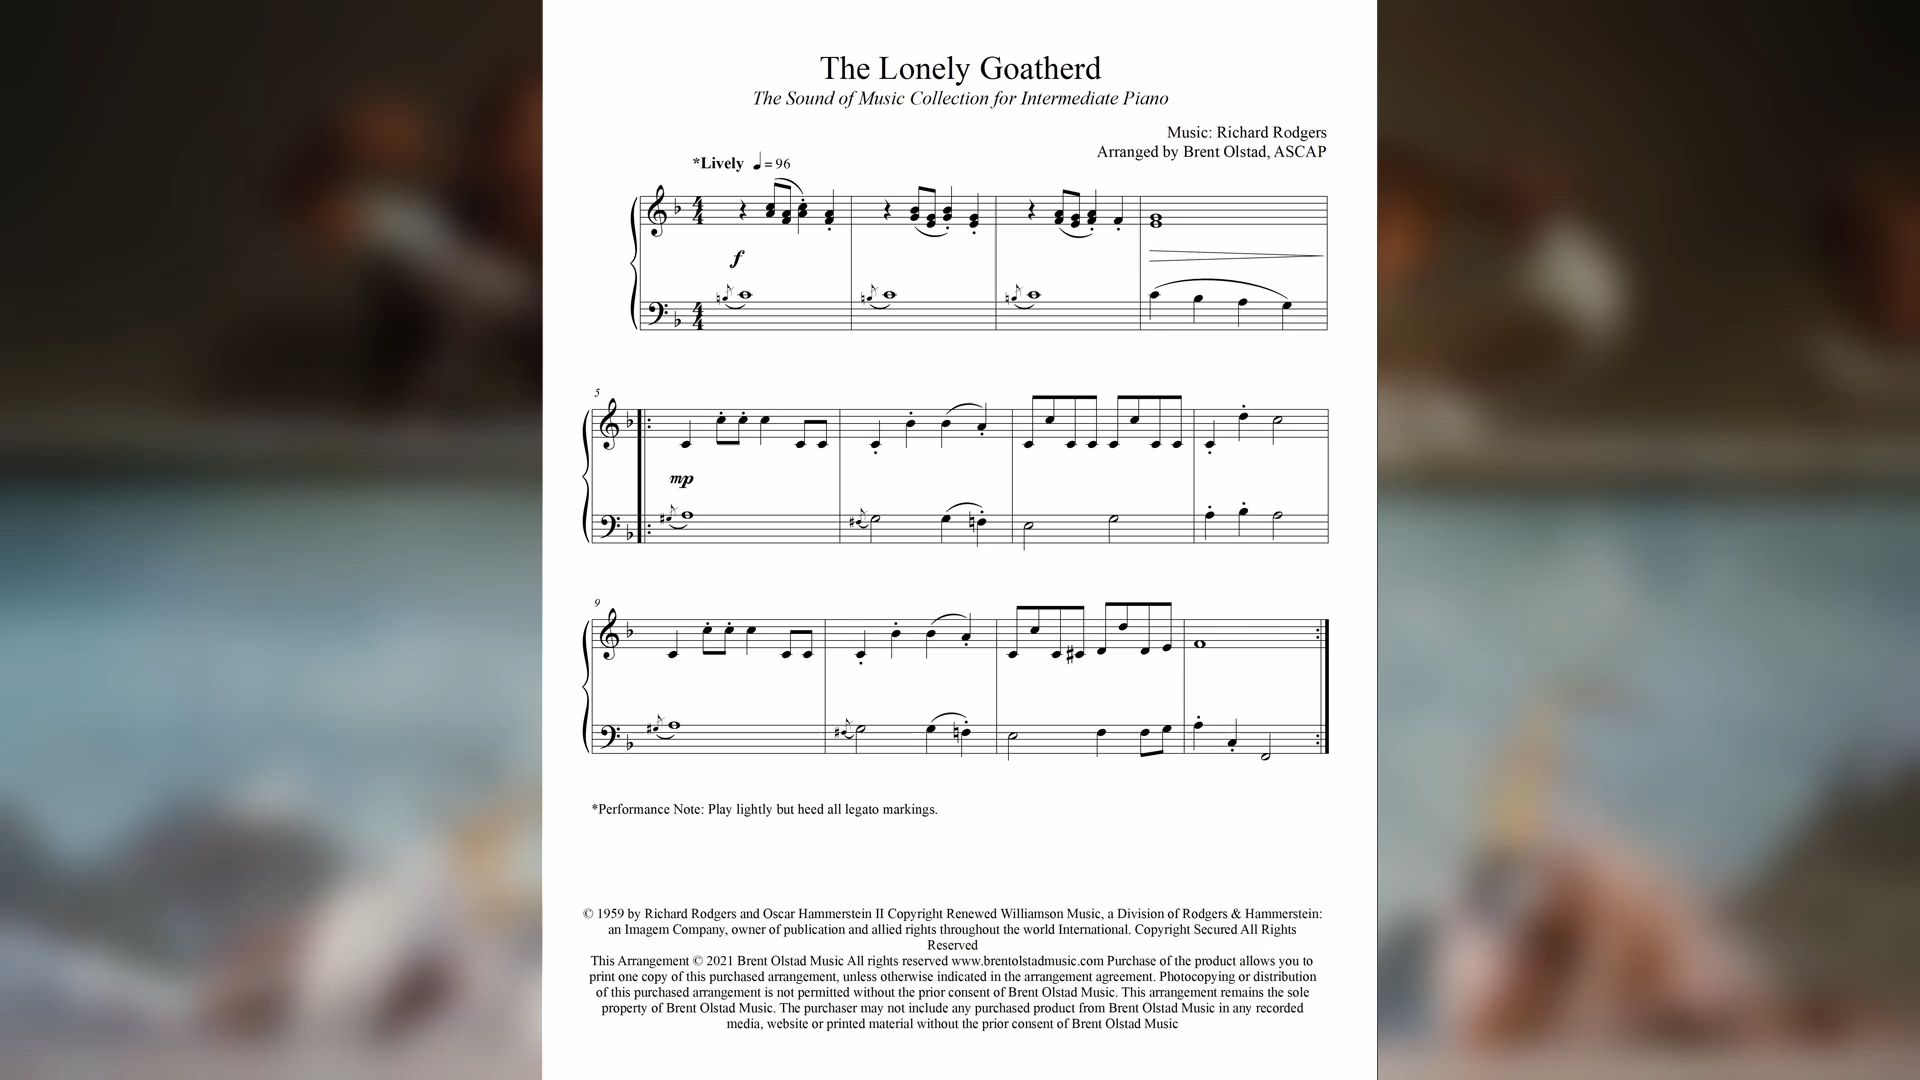 The Lonely Goatherd
The Sound of Music Collection for Intermediate Piano
Music: Richard Rodgers
Arranged by Brent Olstad, ASCAP
*Lively ♩ = 96
4 4
f
4 4
5
mp
9
*Performance Note: Play lightly but heed all legato markings.
© 1959 by Richard Rodgers and Oscar Hammerstein II Copyright Renewed Williamson Music, a Division of Rodgers & Hammerstein:
an Imagem Company, owner of publication and allied rights throughout the world International. Copyright Secured All Rights
Reserved
This Arrangement © 2021 Brent Olstad Music All rights reserved www.brentolstadmusic.com Purchase of the product allows you to
print one copy of this purchased arrangement, unless otherwise indicated in the arrangement agreement. Photocopying or distribution
of this purchased arrangement is not permitted without the prior consent of Brent Olstad Music. This arrangement remains the sole
property of Brent Olstad Music. The purchaser may not include any purchased product from Brent Olstad Music in any recorded
media, website or printed material without the prior consent of Brent Olstad Music